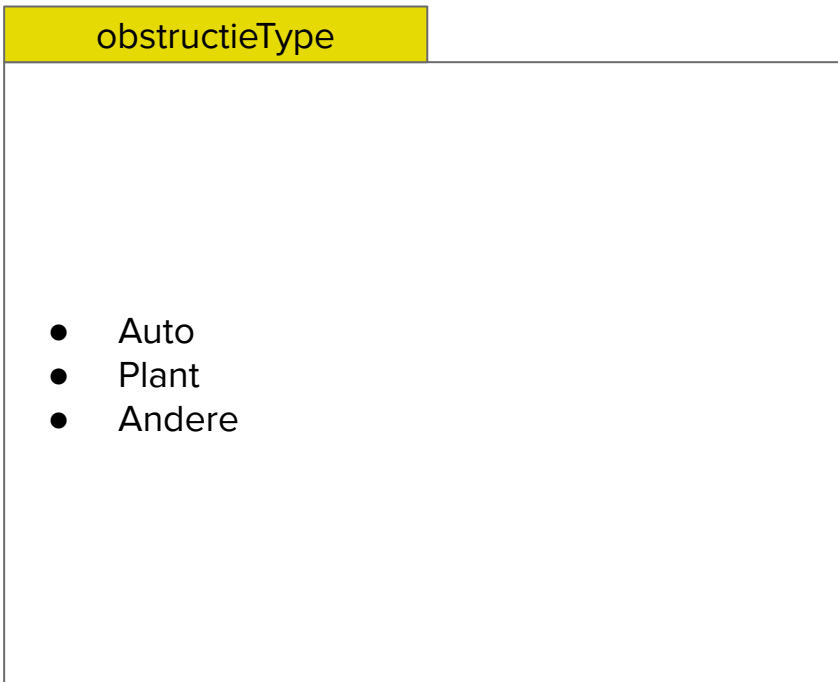 obstructieType
● Auto
● Plant
● Andere